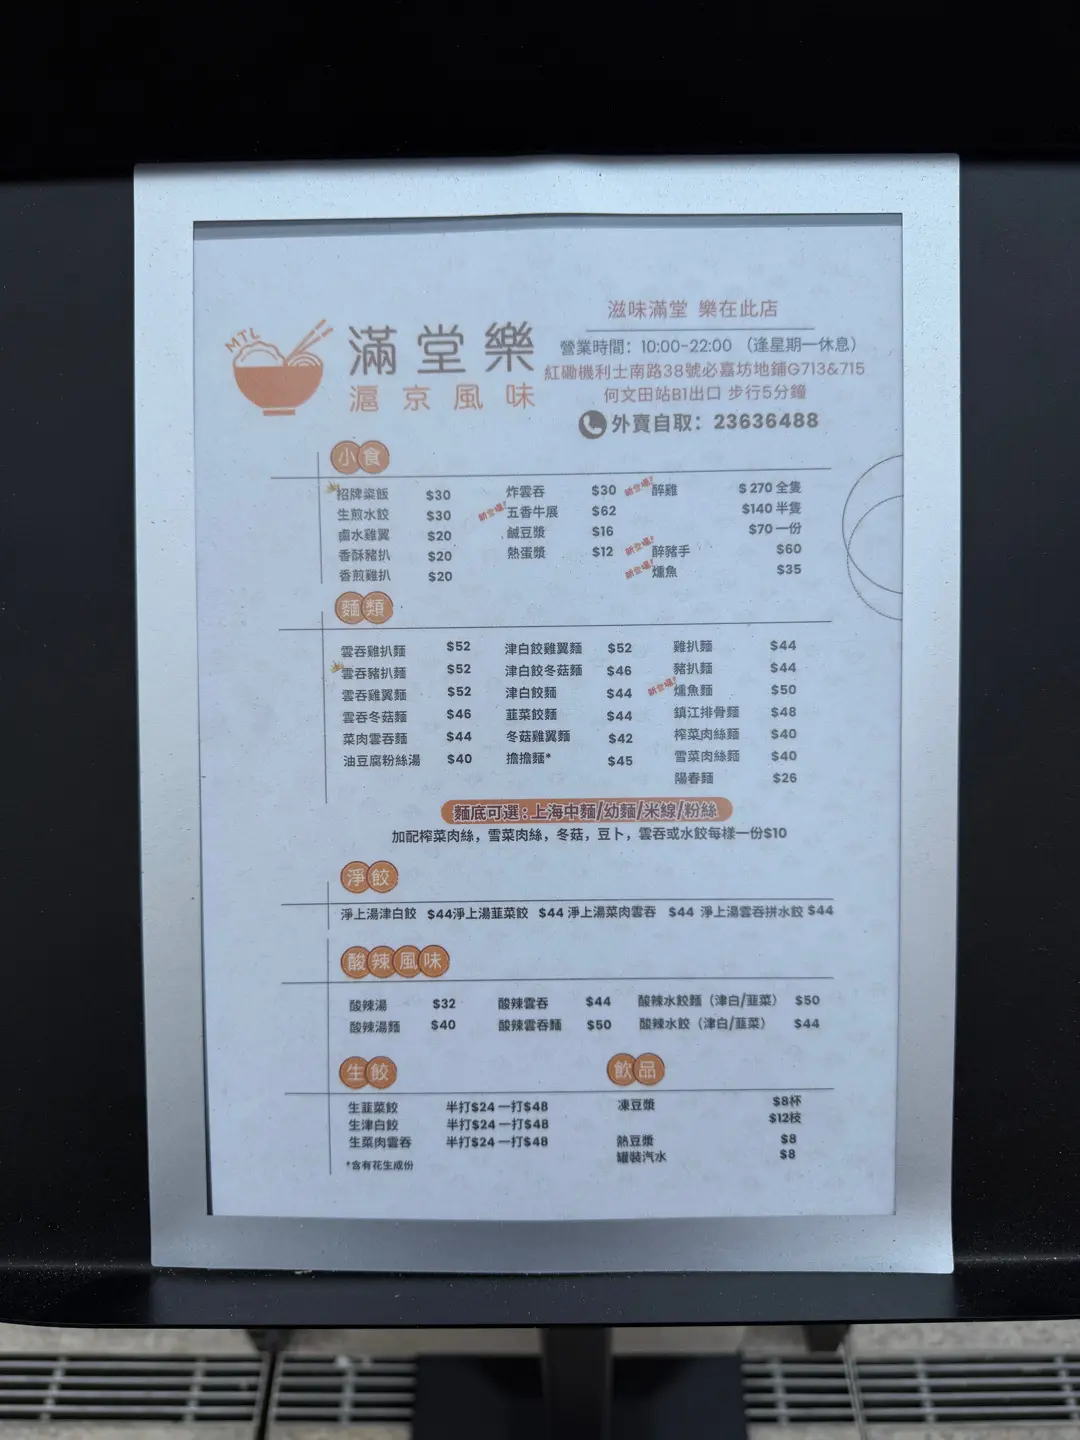 滋味滿堂 樂在此店
MTL
滿堂樂
滬京風味
營業時間：10:00-22:00 （逢星期一休息）
紅磡機利士南路38號必嘉坊地鋪G713&715
何文田站B1出口 步行5分鐘
外賣自取：23636488
小食
招牌粢飯 $30 炸雲吞 $30 新登場! 醉雞 $ 270 全隻
生煎水餃 $30 新登場! 五香牛展 $62 $140 半隻
鹵水雞翼 $20 鹹豆漿 $16 $70 一份
香酥豬扒 $20 熱蛋漿 $12 新登場! 醉豬手 $60
香煎雞扒 $20 新登場! 燻魚 $35
麵類
雲吞雞扒麵 $52 津白餃雞翼麵 $52 雞扒麵 $44
雲吞豬扒麵 $52 津白餃冬菇麵 $46 豬扒麵 $44
雲吞雞翼麵 $52 津白餃麵 $44 新登場! 燻魚麵 $50
雲吞冬菇麵 $46 韮菜餃麵 $44 鎮江排骨麵 $48
菜肉雲吞麵 $44 冬菇雞翼麵 $42 榨菜肉絲麵 $40
油豆腐粉絲湯 $40 擔擔麵* $45 雪菜肉絲麵 $40
陽春麵 $26
麵底可選：上海中麵/幼麵/米線/粉絲
加配榨菜肉絲，雪菜肉絲，冬菇，豆卜，雲吞或水餃每樣一份$10
淨餃
淨上湯津白餃 $44 淨上湯韮菜餃 $44 淨上湯菜肉雲吞 $44 淨上湯雲吞拼水餃 $44
酸辣風味
酸辣湯 $32 酸辣雲吞 $44 酸辣水餃麵（津白/韮菜） $50
酸辣湯麵 $40 酸辣雲吞麵 $50 酸辣水餃（津白/韮菜） $44
生餃 飲品
生韮菜餃 半打$24 一打$48 凍豆漿 $8杯
生津白餃 半打$24 一打$48 $12枝
生菜肉雲吞 半打$24 一打$48 熱豆漿 $8
罐裝汽水 $8
*含有花生成份